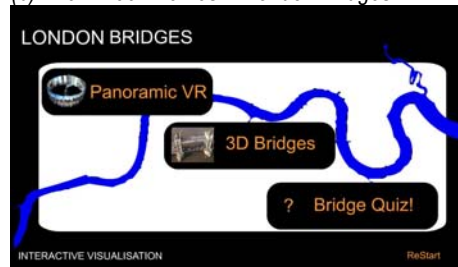 LONDON BRIDGES
Panoramic VR
3D Bridges
? Bridge Quiz!
INTERACTIVE VISUALISATION
ReStart